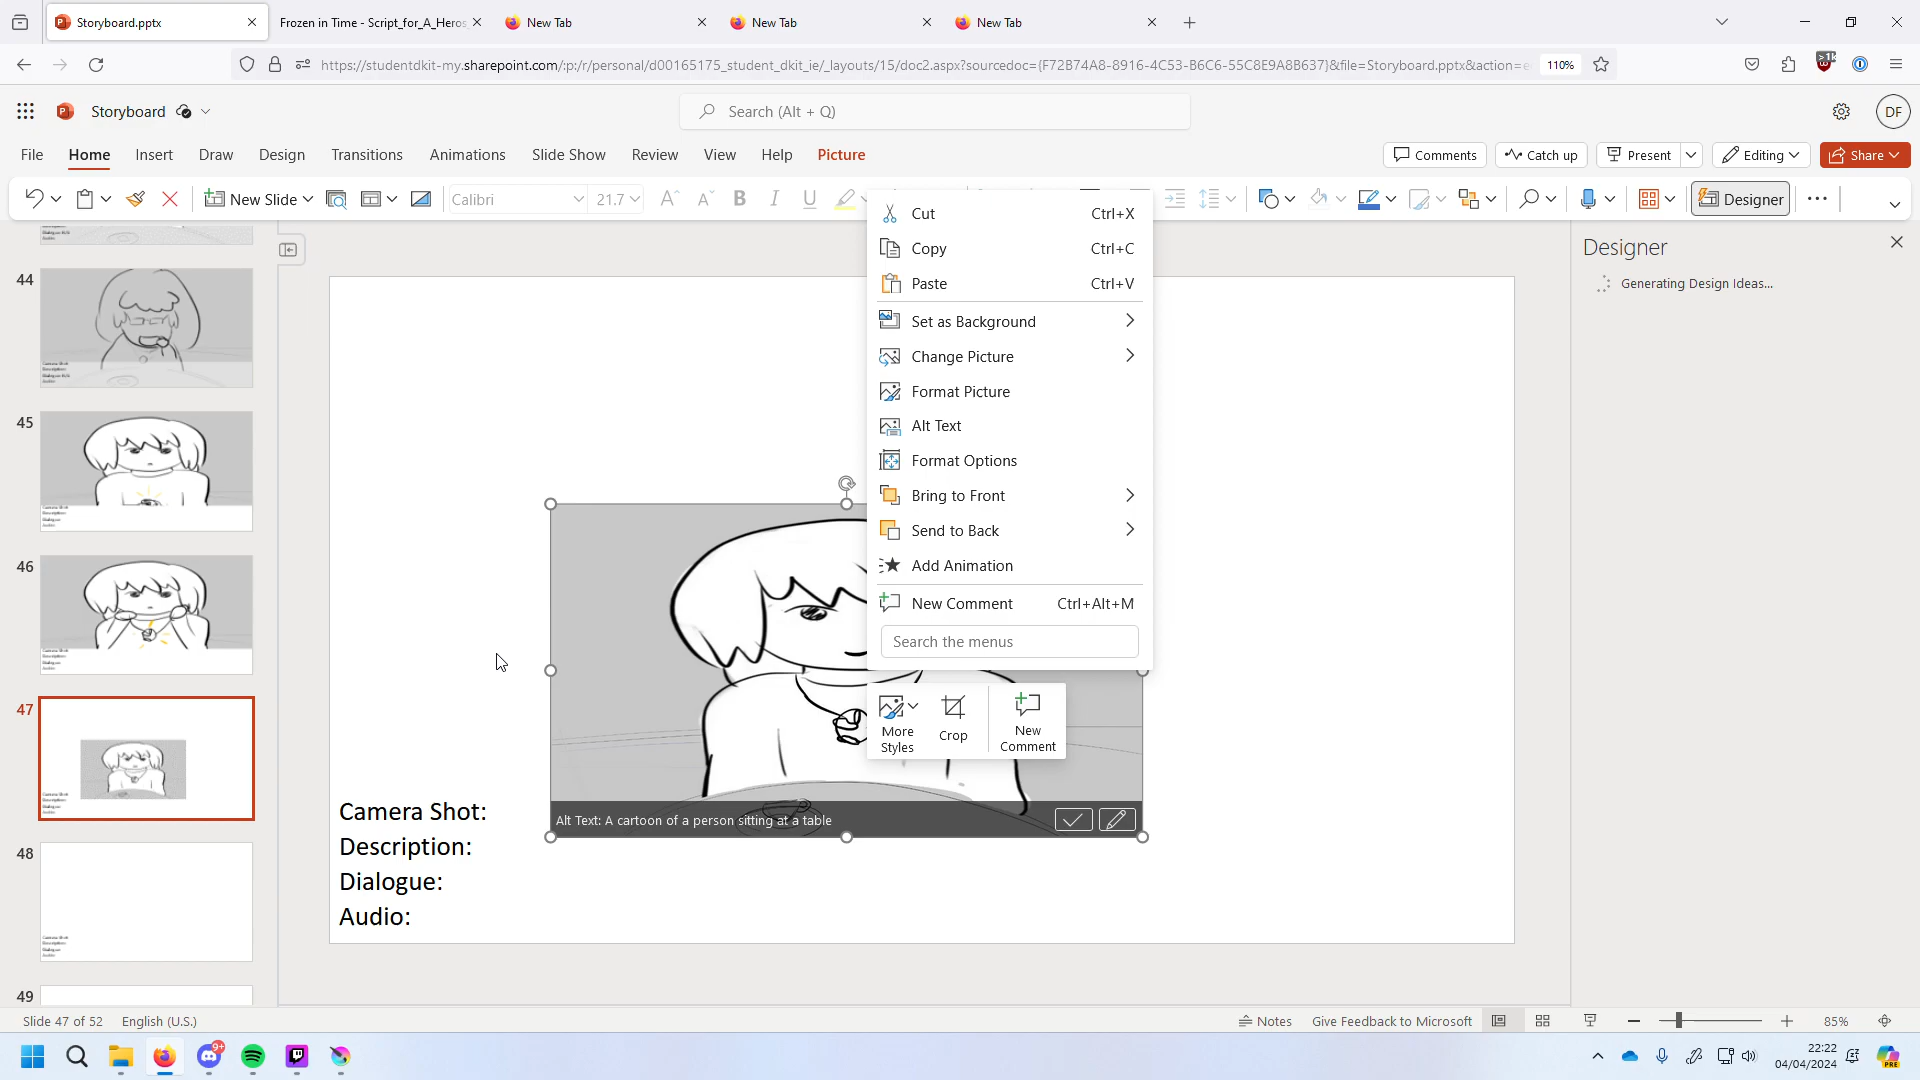 Storyboard.pptx
Frozen in Time - Script_for_A_Heros
New Tab
New Tab
New Tab
https://studentdkit-my.sharepoint.com/:p:/r/personal/d00165175_student_dkit_ie/_layouts/15/doc2.aspx?sourcedoc={F72B74A8-8916-4C53-B6C6-55C8E9A8B637}&file=Storyboard.pptx&action=e
110%
Storyboard
Search (Alt + Q)
DF
File
Home
Insert
Draw
Design
Transitions
Animations
Slide Show
Review
View
Help
Picture
Comments
Catch up
Present
Editing
Share
New Slide
Calibri
21.7
Designer
Cut Ctrl+X
Copy Ctrl+C
Paste Ctrl+V
Set as Background
Change Picture
Format Picture
Alt Text
Format Options
Bring to Front
Send to Back
Add Animation
New Comment Ctrl+Alt+M
Search the menus
More Styles
Crop
New Comment
Designer
Generating Design Ideas...
44
45
46
47
48
49
Alt Text: A cartoon of a person sitting at a table
Camera Shot:
Description:
Dialogue:
Audio:
Slide 47 of 52
English (U.S.)
Notes
Give Feedback to Microsoft
85%
9+
22:22
04/04/2024
PRE